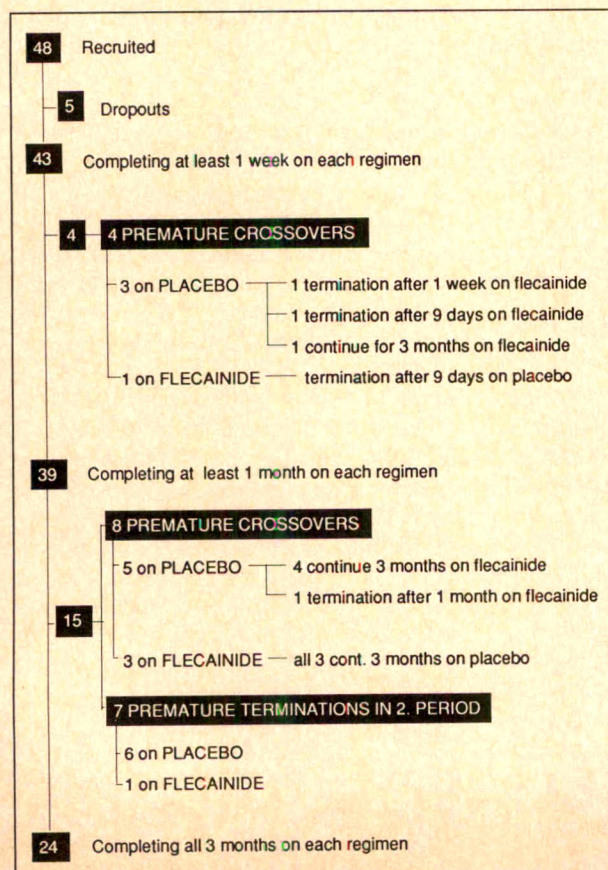 48 Recruited
5 Dropouts
43 Completing at least 1 week on each regimen
4 4 PREMATURE CROSSOVERS
3 on PLACEBO 1 termination after 1 week on flecainide
1 termination after 9 days on flecainide
1 continue for 3 months on flecainide
1 on FLECAINIDE termination after 9 days on placebo
39 Completing at least 1 month on each regimen
8 PREMATURE CROSSOVERS
5 on PLACEBO 4 continue 3 months on flecainide
1 termination after 1 month on flecainide
15
3 on FLECAINIDE all 3 cont. 3 months on placebo
7 PREMATURE TERMINATIONS IN 2. PERIOD
6 on PLACEBO
1 on FLECAINIDE
24 Completing all 3 months on each regimen